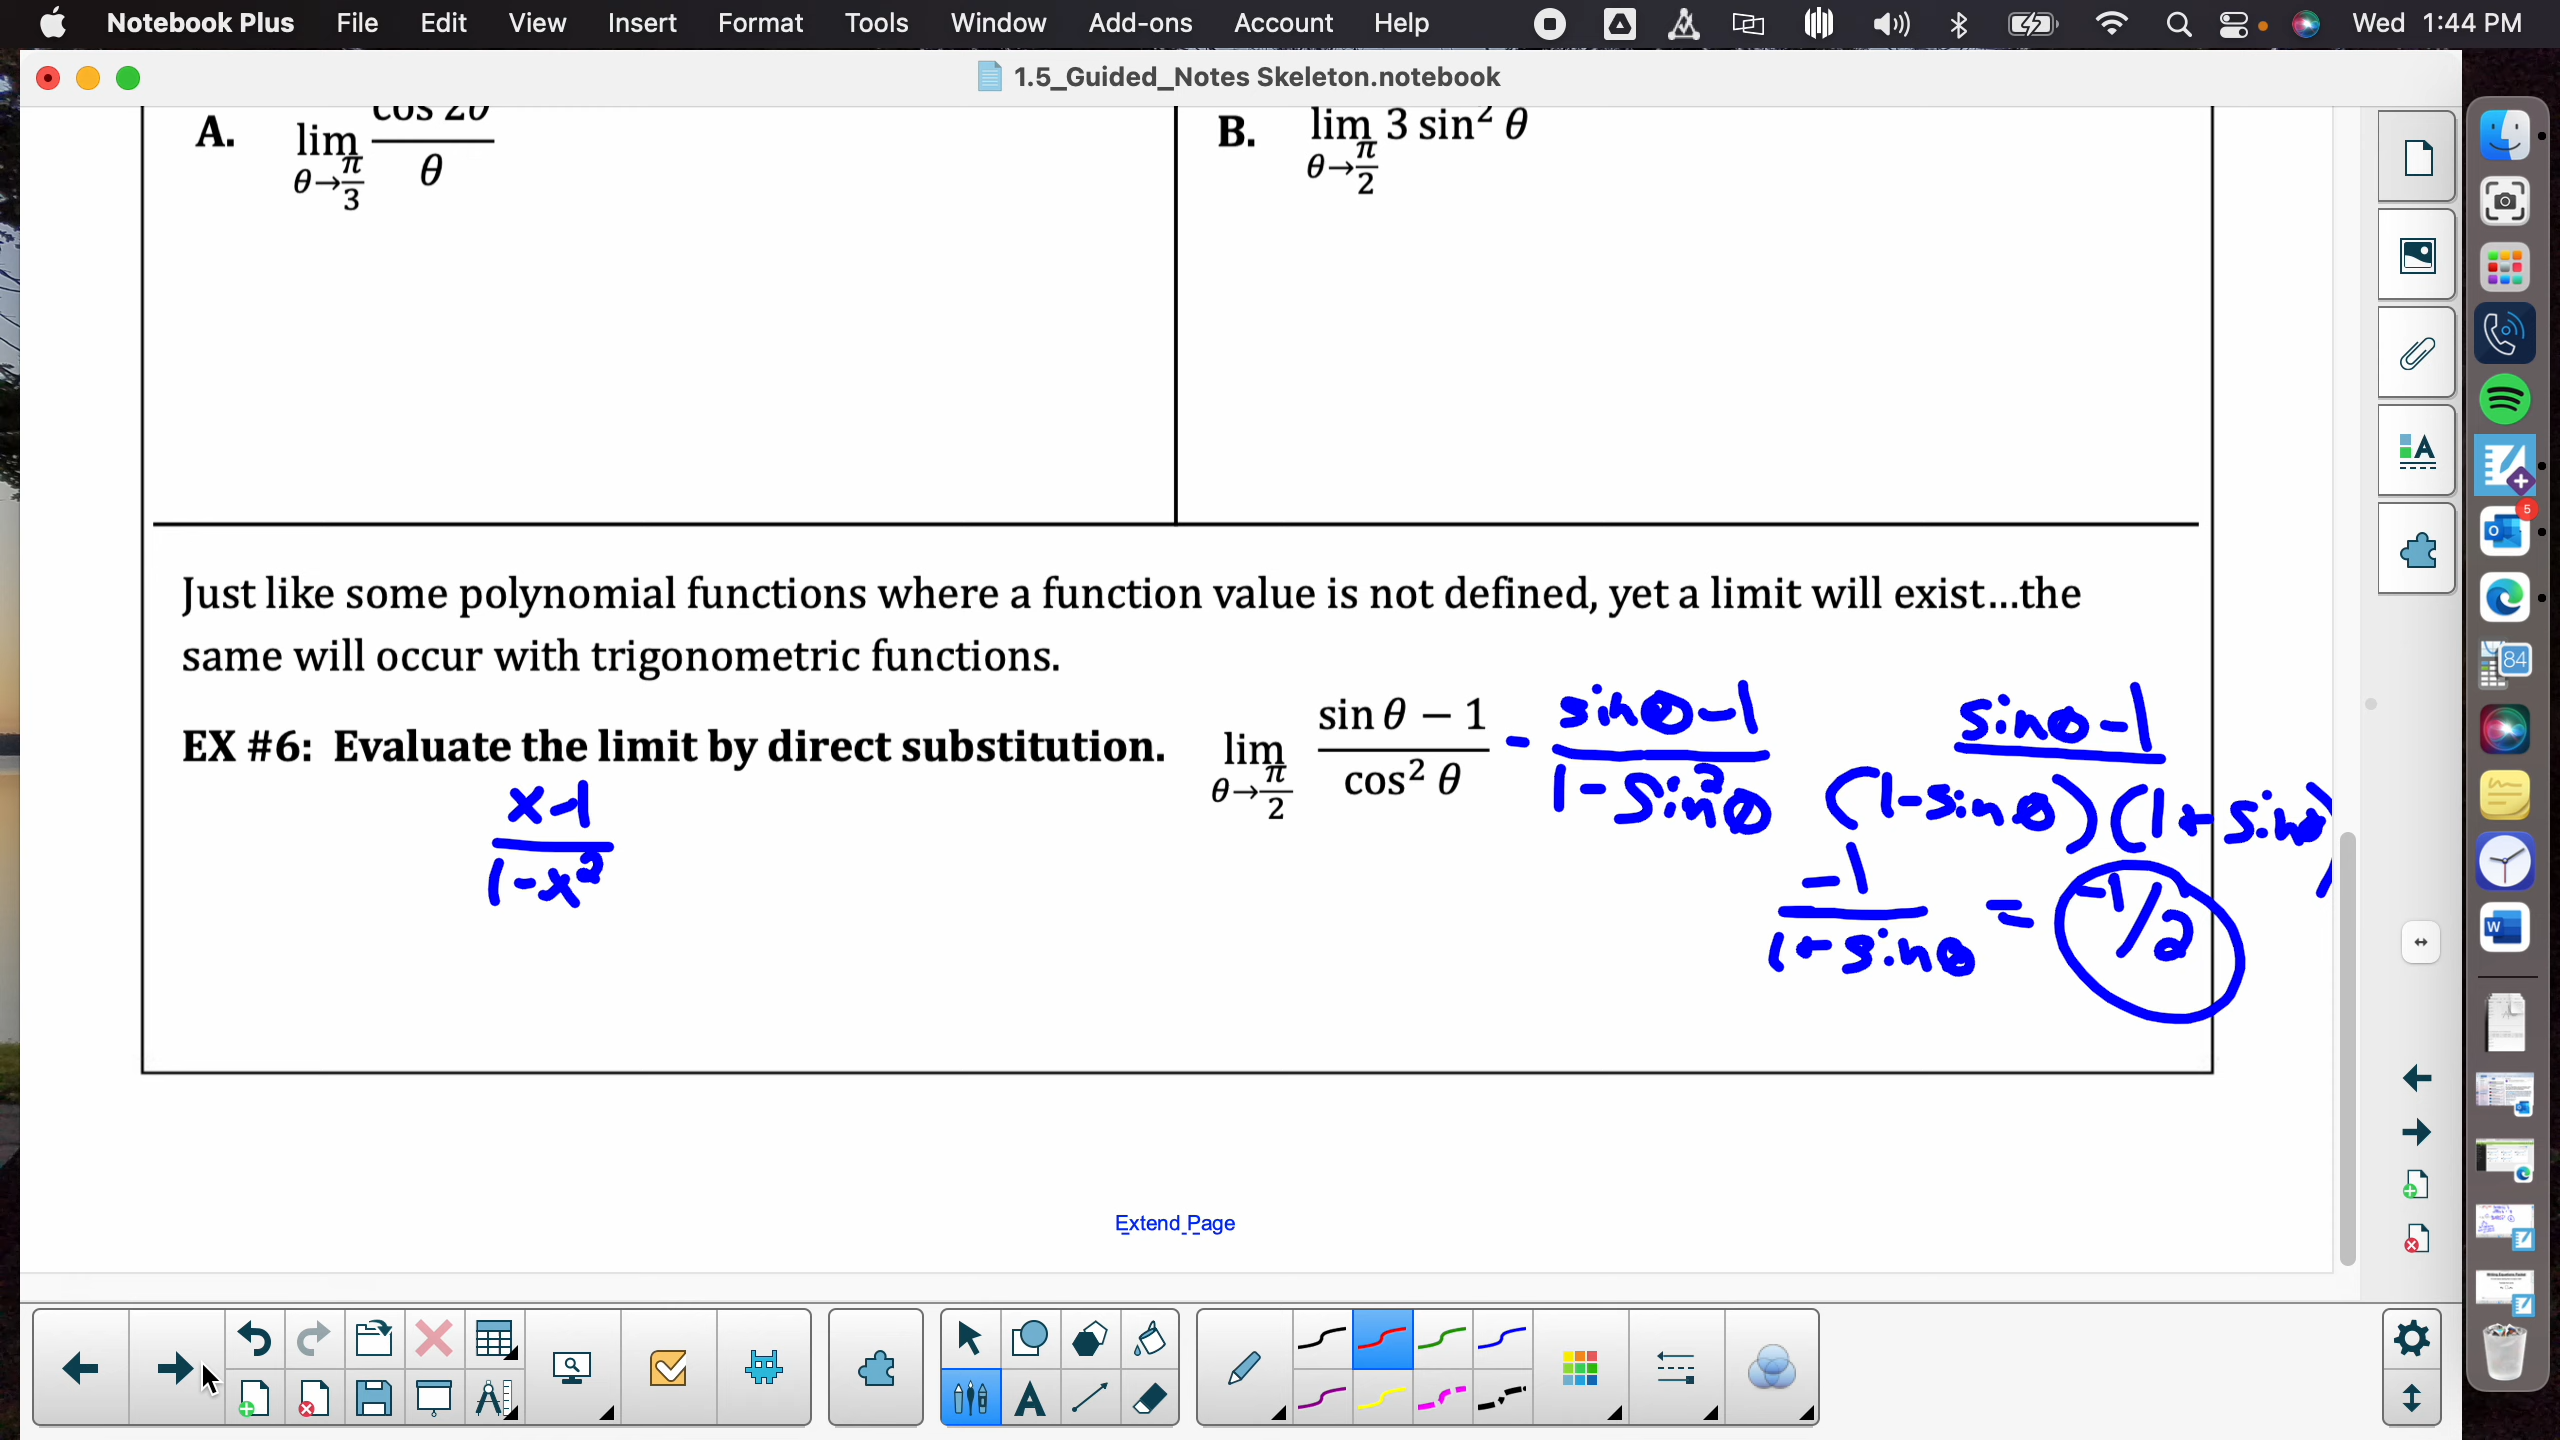 Notebook Plus File Edit View Insert Format Tools Window Add-ons Account Help Wed 1:44 PM
1.5_Guided_Notes Skeleton.notebook
A. lim θ→π/3 cos 2θ / θ
B. lim θ→π/2 3 sin² θ
Just like some polynomial functions where a function value is not defined, yet a limit will exist…the
same will occur with trigonometric functions.
EX #6: Evaluate the limit by direct substitution. lim θ→π/2 sin θ − 1 / cos² θ - sinθ-1 / 1-sin²θ
sinθ-1 / (1-sinθ)(1+sinθ)
x-1 / 1-x²
-1 / 1+sinθ = -1/2
Extend Page
5
84
A
A
W